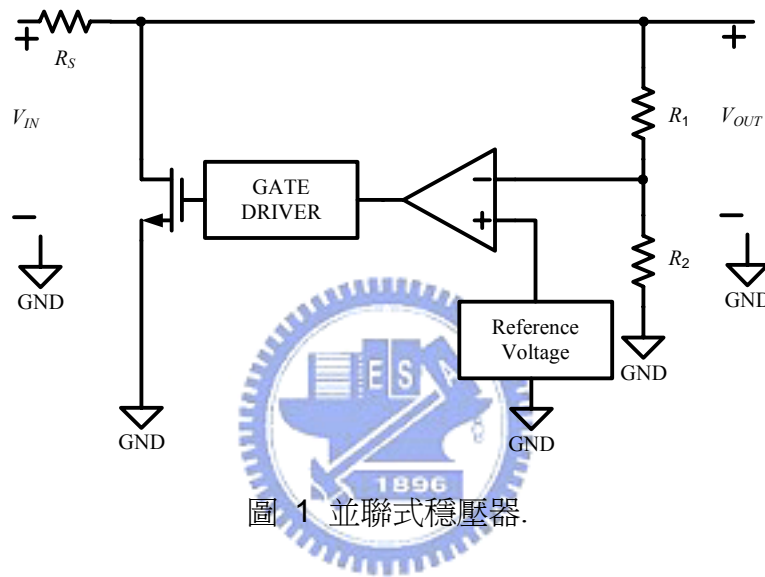 R_S
V_IN
R_1
V_OUT
GATE
DRIVER
R_2
Reference
Voltage
GND
GND
GND
GND
GND
E S A
1896
圖 1 並聯式穩壓器.